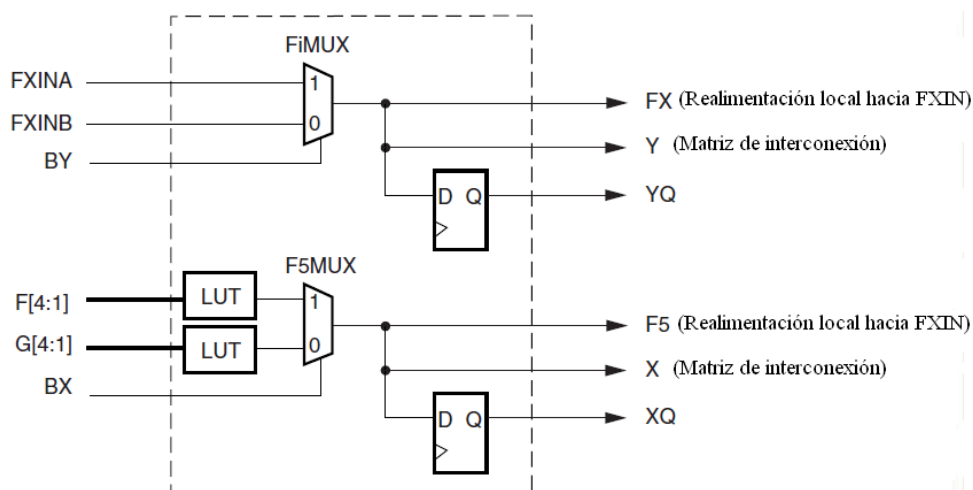 FiMUX
FXINA
1
FX (Realimentación local hacia FXIN)
FXINB
0
Y (Matriz de interconexión)
BY
D Q
YQ
F5MUX
F[4:1]
LUT
1
F5 (Realimentación local hacia FXIN)
G[4:1]
LUT
0
X (Matriz de interconexión)
BX
D Q
XQ